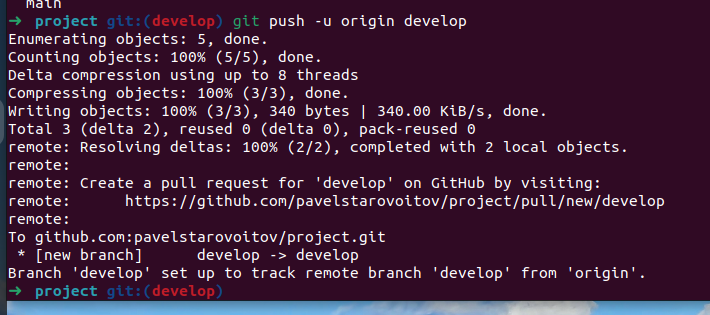 main
➜ project git:(develop) git push -u origin develop
Enumerating objects: 5, done.
Counting objects: 100% (5/5), done.
Delta compression using up to 8 threads
Compressing objects: 100% (3/3), done.
Writing objects: 100% (3/3), 340 bytes | 340.00 KiB/s, done.
Total 3 (delta 2), reused 0 (delta 0), pack-reused 0
remote: Resolving deltas: 100% (2/2), completed with 2 local objects.
remote:
remote: Create a pull request for 'develop' on GitHub by visiting:
remote:      https://github.com/pavelstarovoitov/project/pull/new/develop
remote:
To github.com:pavelstarovoitov/project.git
 * [new branch]      develop -> develop
Branch 'develop' set up to track remote branch 'develop' from 'origin'.
➜ project git:(develop)